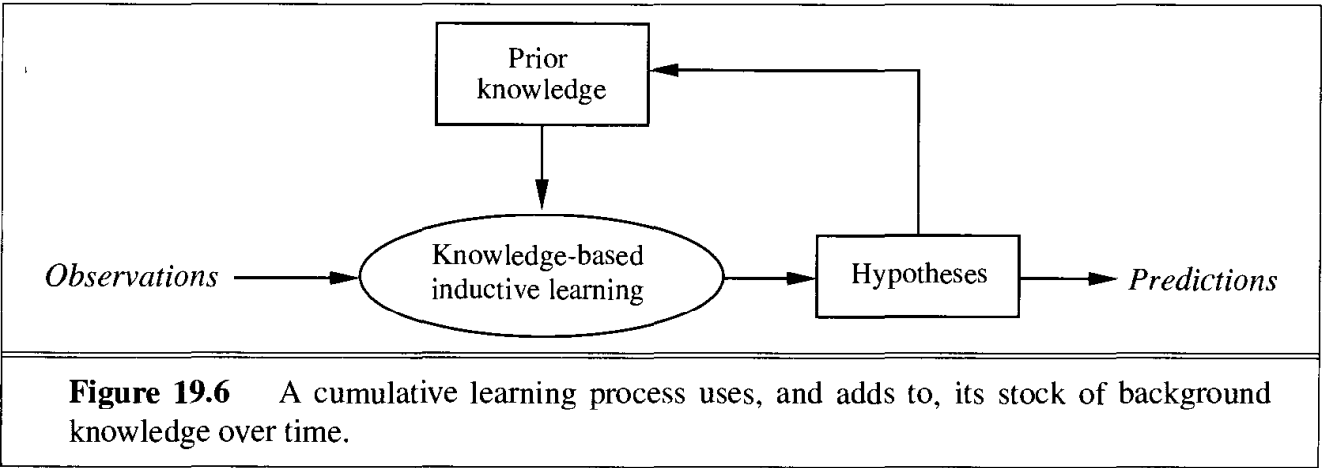 Prior
knowledge
Observations
Knowledge-based
inductive learning
Hypotheses
Predictions
Figure 19.6 A cumulative learning process uses, and adds to, its stock of background
knowledge over time.